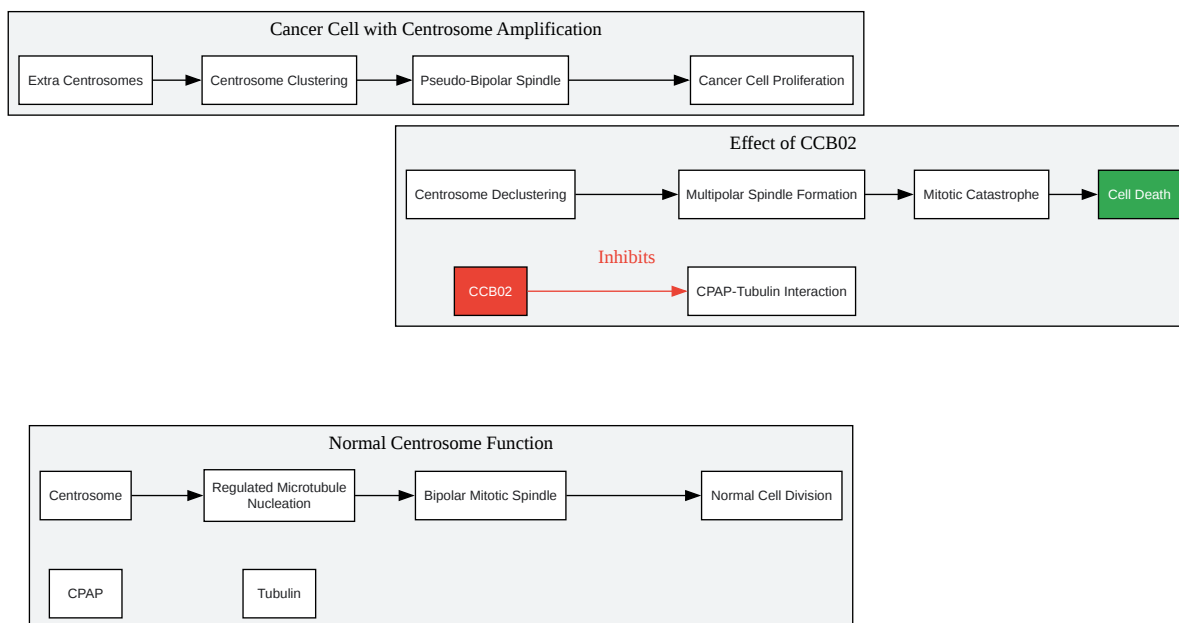 Cancer Cell with Centrosome Amplification
Extra Centrosomes
Centrosome Clustering
Pseudo-Bipolar Spindle
Cancer Cell Proliferation
Effect of CCB02
Centrosome Declustering
Multipolar Spindle Formation
Mitotic Catastrophe
Cell Death
Inhibits
CCB02
CPAP-Tubulin Interaction
Normal Centrosome Function
Centrosome
Regulated Microtubule
Nucleation
Bipolar Mitotic Spindle
Normal Cell Division
CPAP
Tubulin